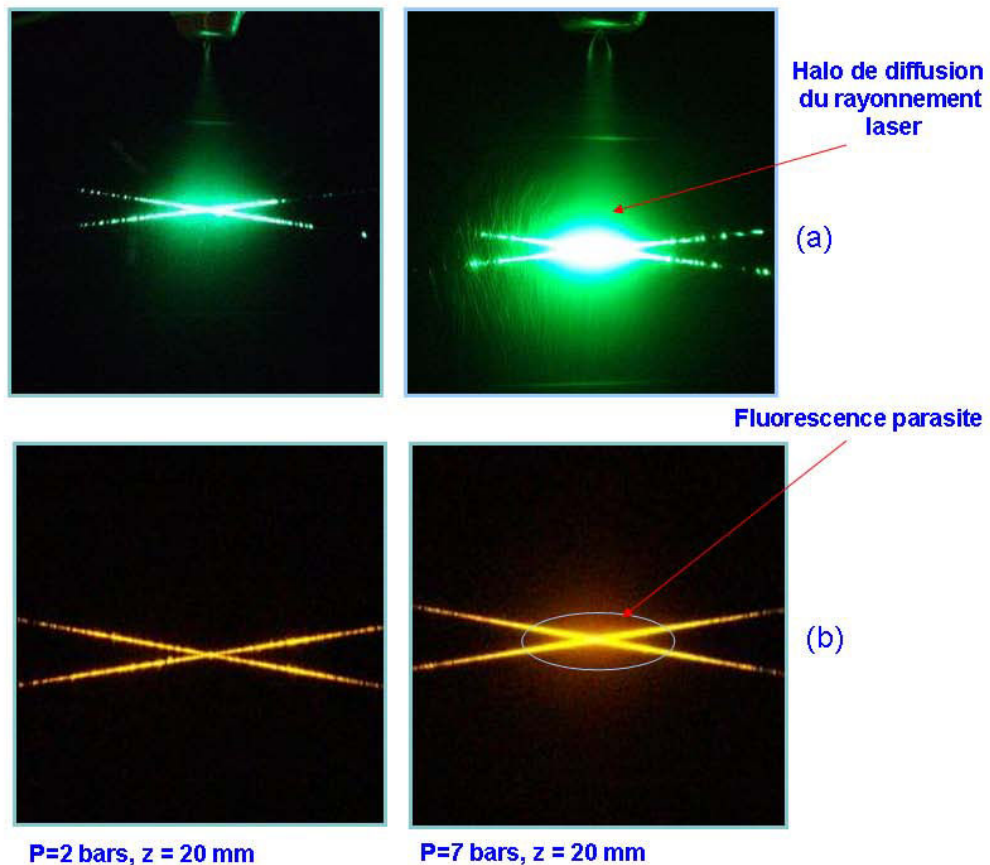 Halo de diffusion
du rayonnement
laser
(a)
Fluorescence parasite
(b)
P=2 bars, z = 20 mm
P=7 bars, z = 20 mm